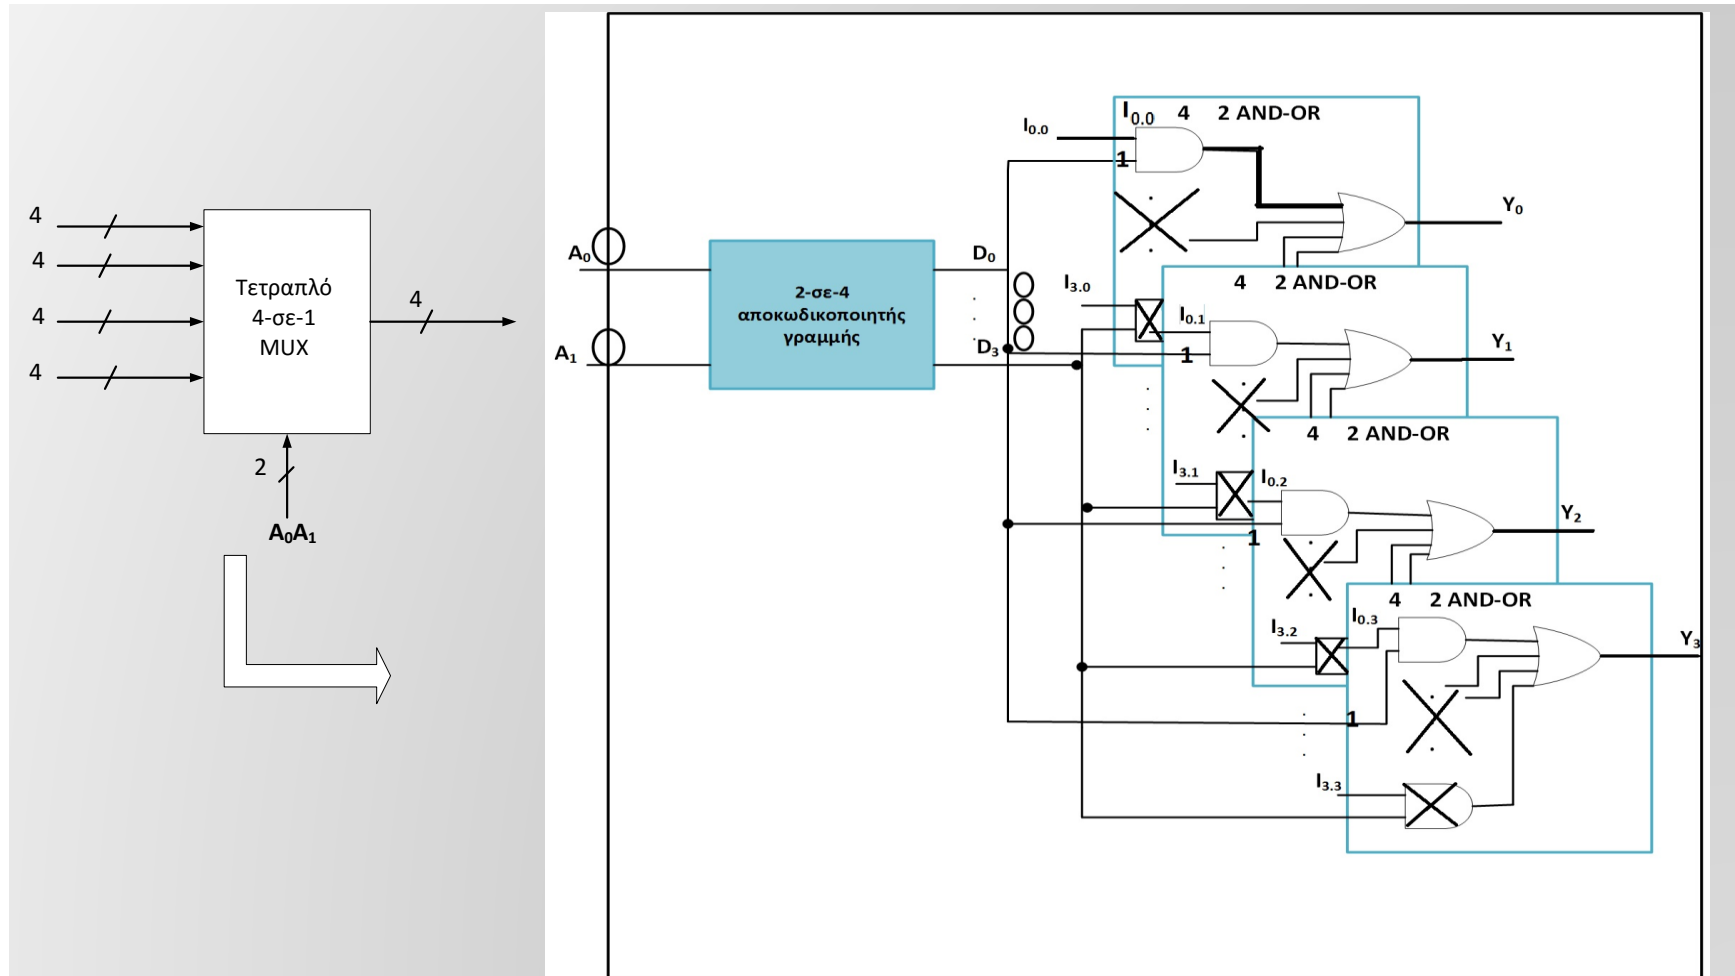 4
4
4
4
Τετραπλό
4-σε-1
MUX
4
2
A₀A₁
A₀
A₁
2-σε-4
αποκωδικοποιητής
γραμμής
D₀
D₃
I₀.₀
I₀.₀ 4 2 AND-OR
1
Y₀
I₃.₀
4 2 AND-OR
I₀.₁
1
Y₁
4 2 AND-OR
I₃.₁
I₀.₂
1
Y₂
4 2 AND-OR
I₃.₂
I₀.₃
1
Y₃
I₃.₃